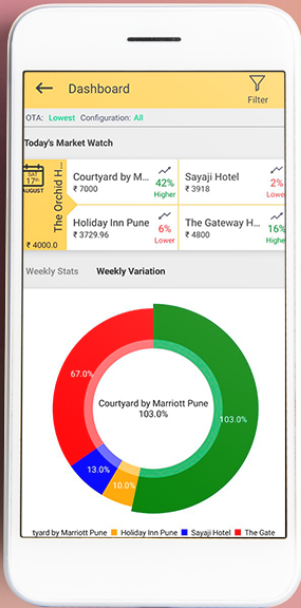 Dashboard
Filter
OTA: Lowest Configuration: All
Today's Market Watch
SAT
17th
AUGUST
The Orchid H...
₹ 4000.0
Courtyard by M...
₹ 7000
42%
Higher
Sayaji Hotel
₹ 3918
2%
Lower
Holiday Inn Pune
₹ 3729.96
6%
Lower
The Gateway H...
₹ 4800
16%
Higher
Weekly Stats Weekly Variation
67.0%
Courtyard by Marriott Pune
103.0%
103.0%
13.0%
10.0%
tyard by Marriott Pune Holiday Inn Pune Sayaji Hotel The Gate